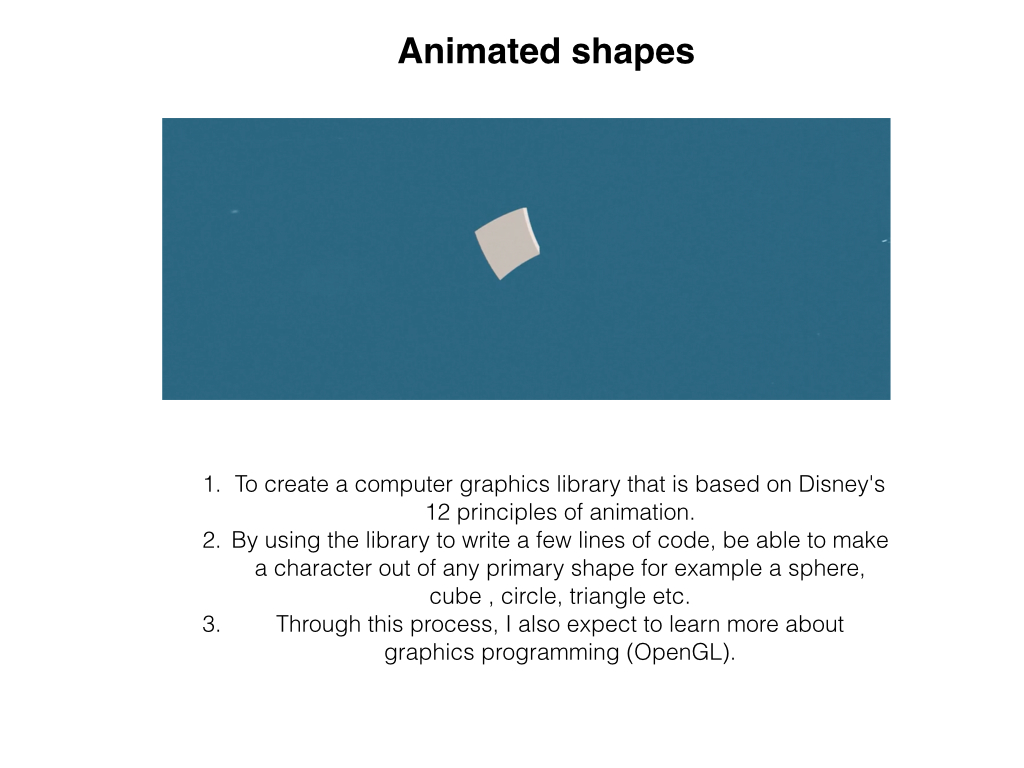 Animated shapes
1. To create a computer graphics library that is based on Disney's
12 principles of animation.
2. By using the library to write a few lines of code, be able to make
a character out of any primary shape for example a sphere,
cube , circle, triangle etc.
3. Through this process, I also expect to learn more about
graphics programming (OpenGL).